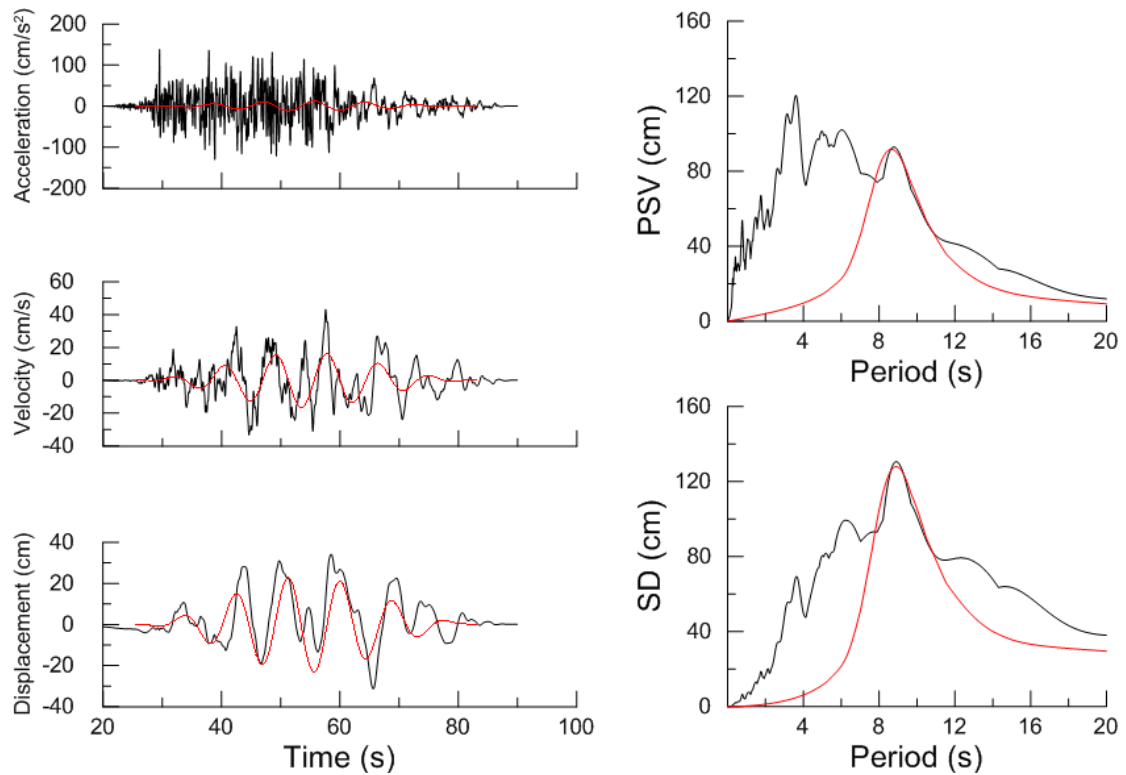 200
100
0
-100
-200
Acceleration (cm/s²)
60
40
20
0
-20
-40
Velocity (cm/s)
40
20
0
-20
-40
Displacement (cm)
20 40 60 80 100
Time (s)
160
120
80
40
0
PSV (cm)
4 8 12 16 20
Period (s)
160
120
80
40
0
SD (cm)
4 8 12 16 20
Period (s)